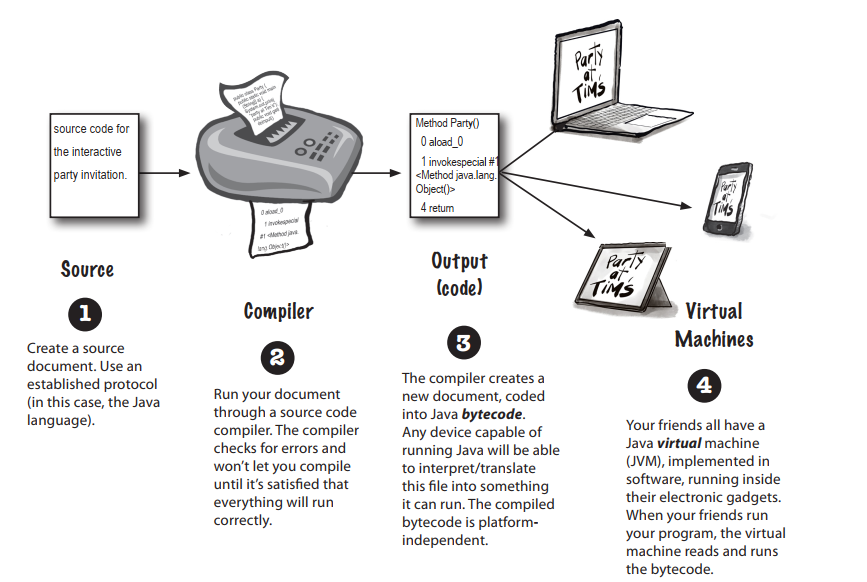 source code for
the interactive
party invitation.
Source
1
Create a source
document. Use an
established protocol
(in this case, the Java
language).
public class Party {
public static void main
0 aload_0
1 invokespecial
#1 <Method java.
lang.Object()>
Compiler
2
Run your document
through a source code
compiler. The compiler
checks for errors and
won’t let you compile
until it’s satisfied that
everything will run
correctly.
Method Party()
0 aload_0
1 invokespecial #1
<Method java.lang.
Object()>
4 return
Output
(code)
3
The compiler creates a
new document, coded
into Java bytecode.
Any device capable of
running Java will be able
to interpret/translate
this file into something
it can run. The compiled
bytecode is platform-
independent.
Party
at
Tim's
Party
at
Tim's
Party
at
Tim's
Virtual
Machines
4
Your friends all have a
Java virtual machine
(JVM), implemented in
software, running inside
their electronic gadgets.
When your friends run
your program, the virtual
machine reads and runs
the bytecode.